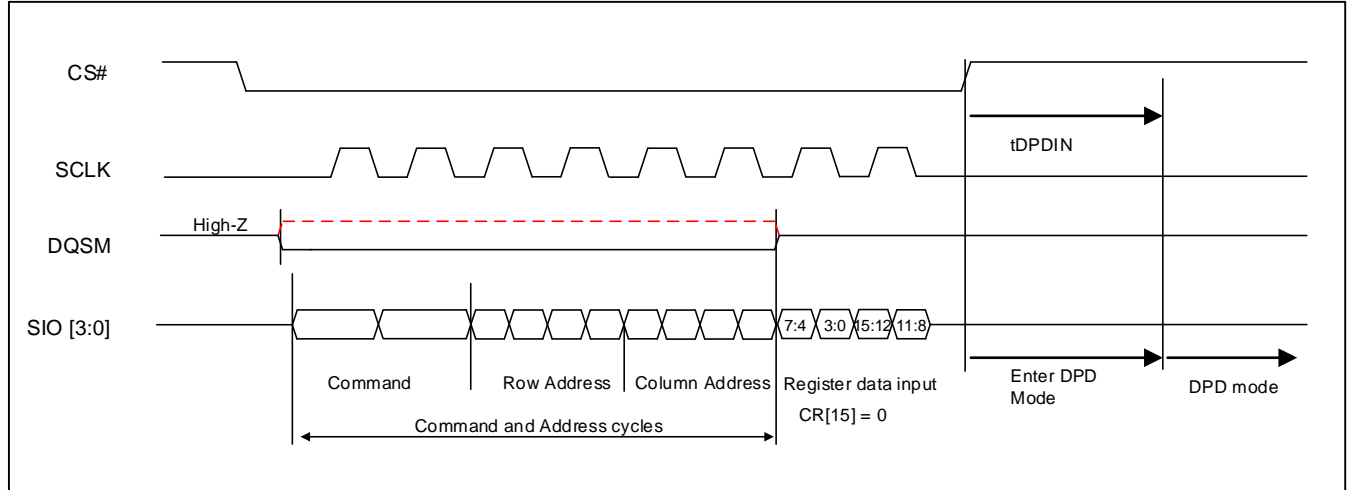 CS#
tDPDIN
SCLK
High-Z
DQSM
SIO [3:0]
7:4 3:0 15:12 11:8
Command Row Address Column Address Register data input
CR[15] = 0
Enter DPD
Mode
DPD mode
Command and Address cycles